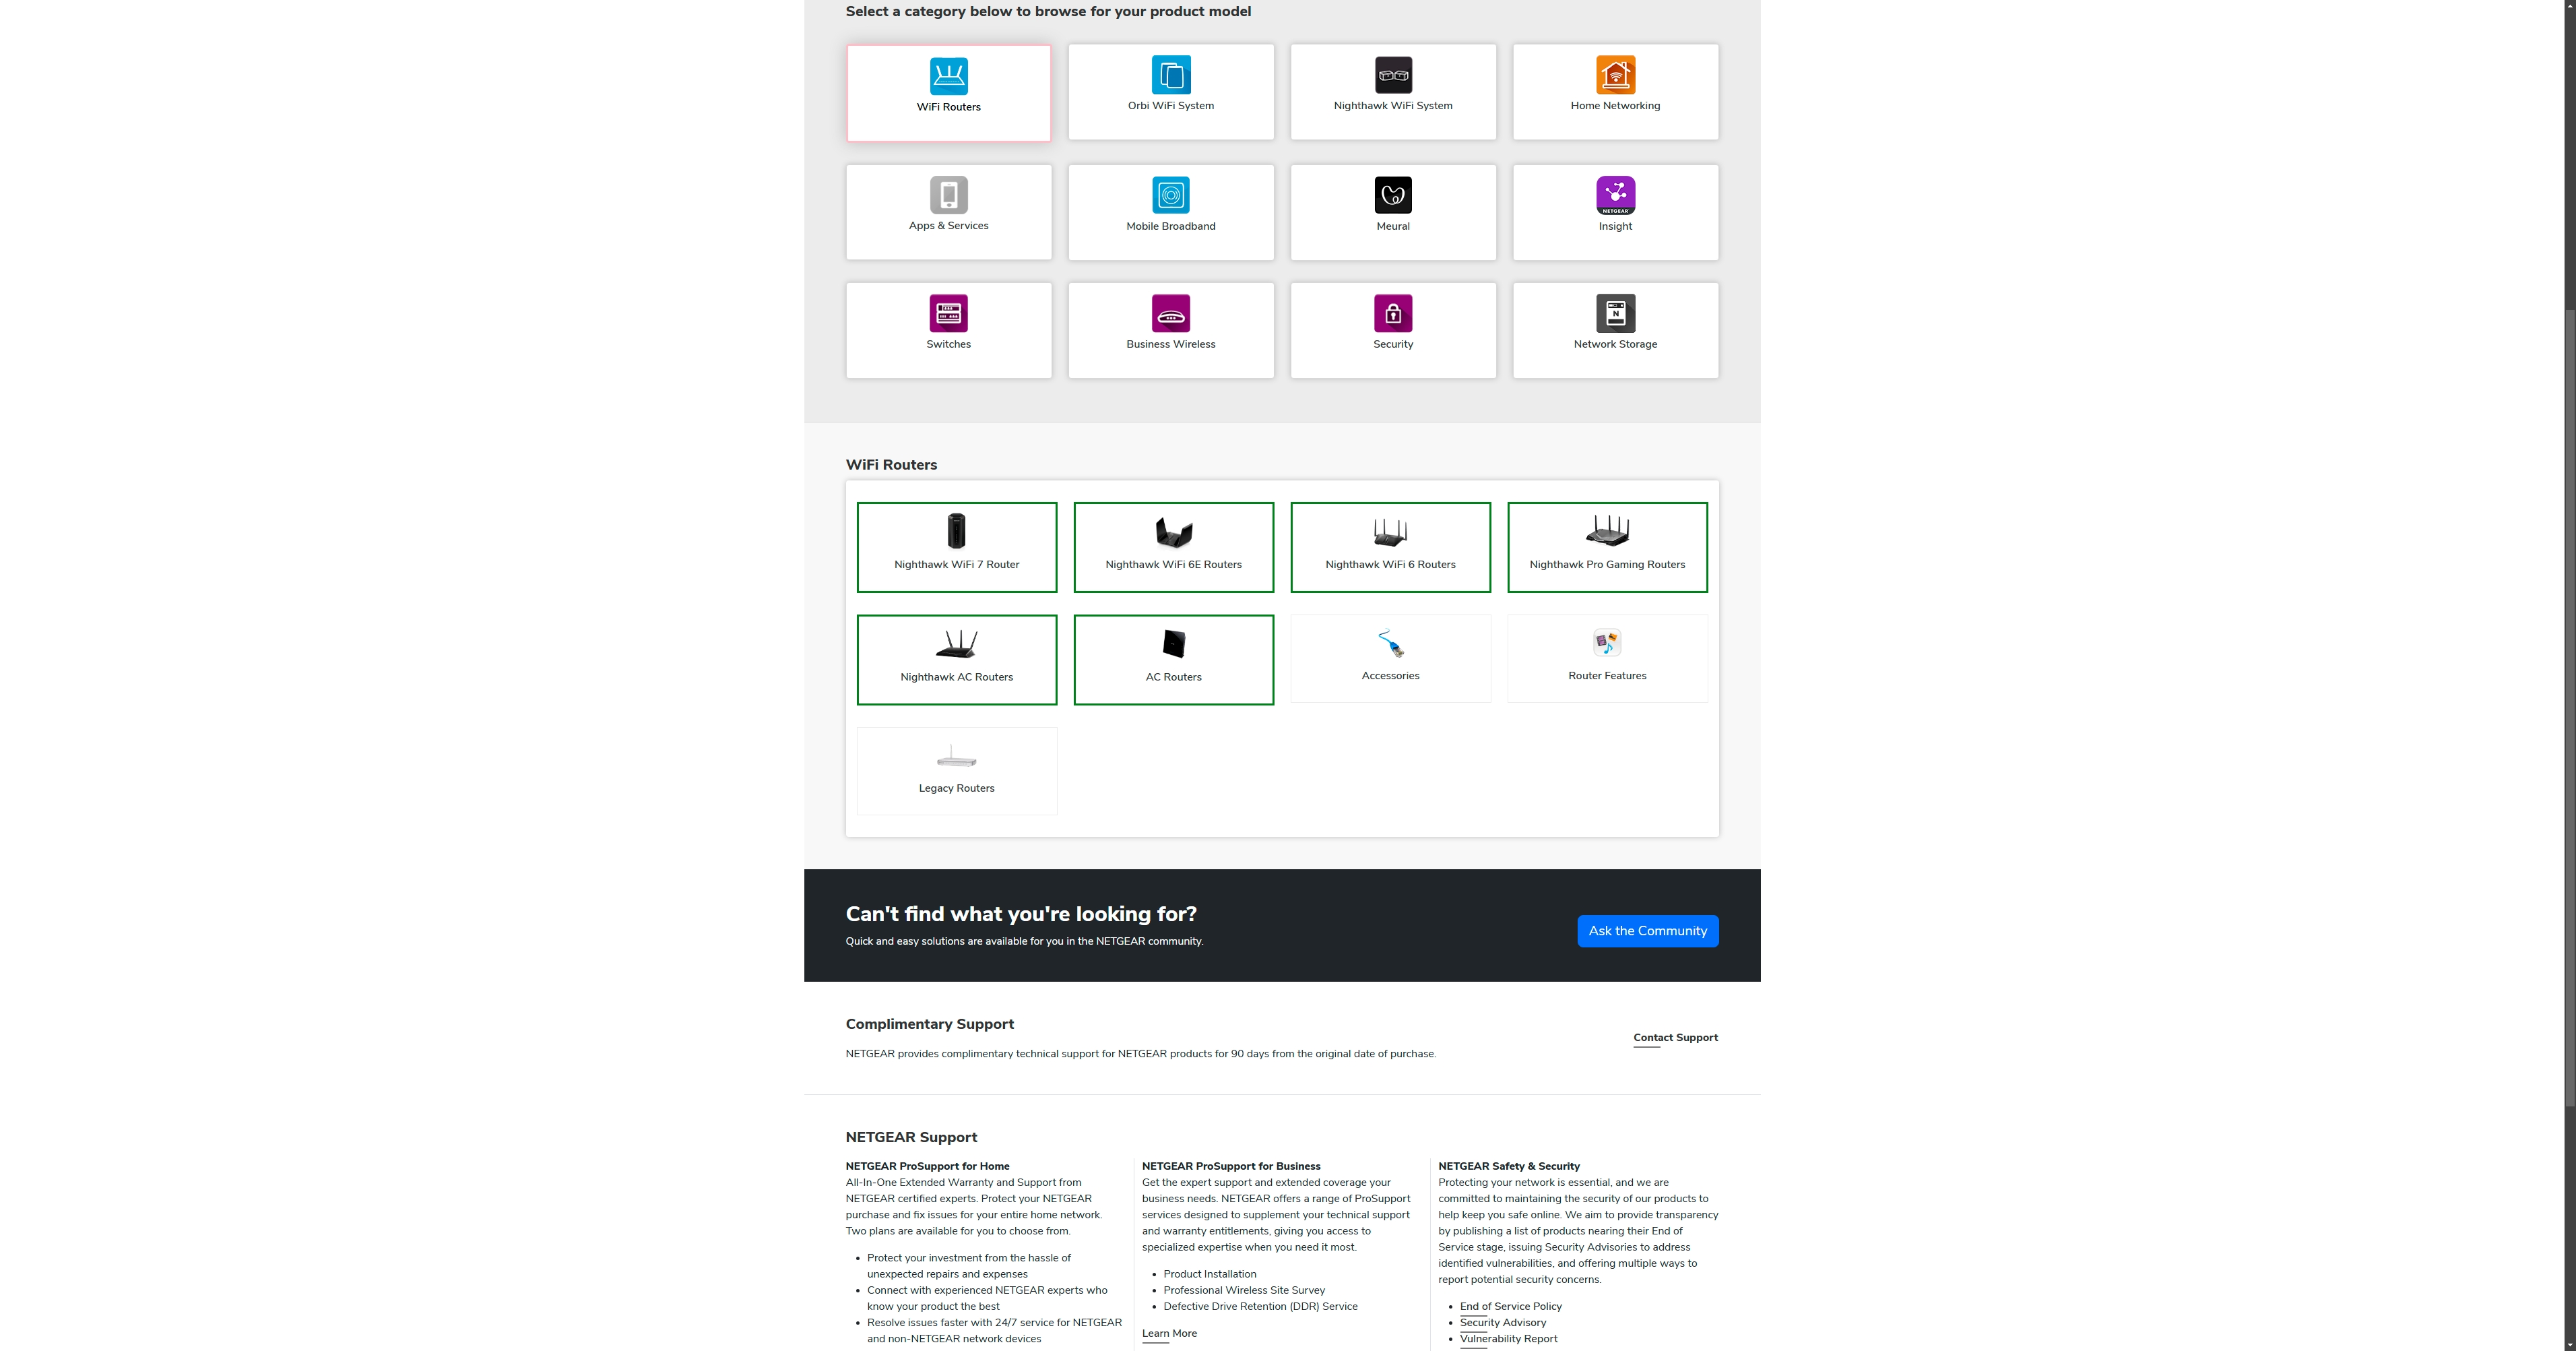 Select a category below to browse for your product model
WiFi Routers
Orbi WiFi System
Nighthawk WiFi System
Home Networking
Apps & Services
Mobile Broadband
Meural
NETGEAR
Insight
Switches
Business Wireless
Security
N
Network Storage
WiFi Routers
Nighthawk WiFi 7 Router
Nighthawk WiFi 6E Routers
Nighthawk WiFi 6 Routers
Nighthawk Pro Gaming Routers
Nighthawk AC Routers
AC Routers
Accessories
Router Features
Legacy Routers
Can't find what you're looking for?
Quick and easy solutions are available for you in the NETGEAR community.
Ask the Community
Complimentary Support
NETGEAR provides complimentary technical support for NETGEAR products for 90 days from the original date of purchase.
Contact Support
NETGEAR Support
NETGEAR ProSupport for Home
All-In-One Extended Warranty and Support from
NETGEAR certified experts. Protect your NETGEAR
purchase and fix issues for your entire home network.
Two plans are available for you to choose from.
• Protect your investment from the hassle of
unexpected repairs and expenses
• Connect with experienced NETGEAR experts who
know your product the best
• Resolve issues faster with 24/7 service for NETGEAR
and non-NETGEAR network devices
NETGEAR ProSupport for Business
Get the expert support and extended coverage your
business needs. NETGEAR offers a range of ProSupport
services designed to supplement your technical support
and warranty entitlements, giving you access to
specialized expertise when you need it most.
• Product Installation
• Professional Wireless Site Survey
• Defective Drive Retention (DDR) Service
Learn More
NETGEAR Safety & Security
Protecting your network is essential, and we are
committed to maintaining the security of our products to
help keep you safe online. We aim to provide transparency
by publishing a list of products nearing their End of
Service stage, issuing Security Advisories to address
identified vulnerabilities, and offering multiple ways to
report potential security concerns.
• End of Service Policy
• Security Advisory
• Vulnerability Report